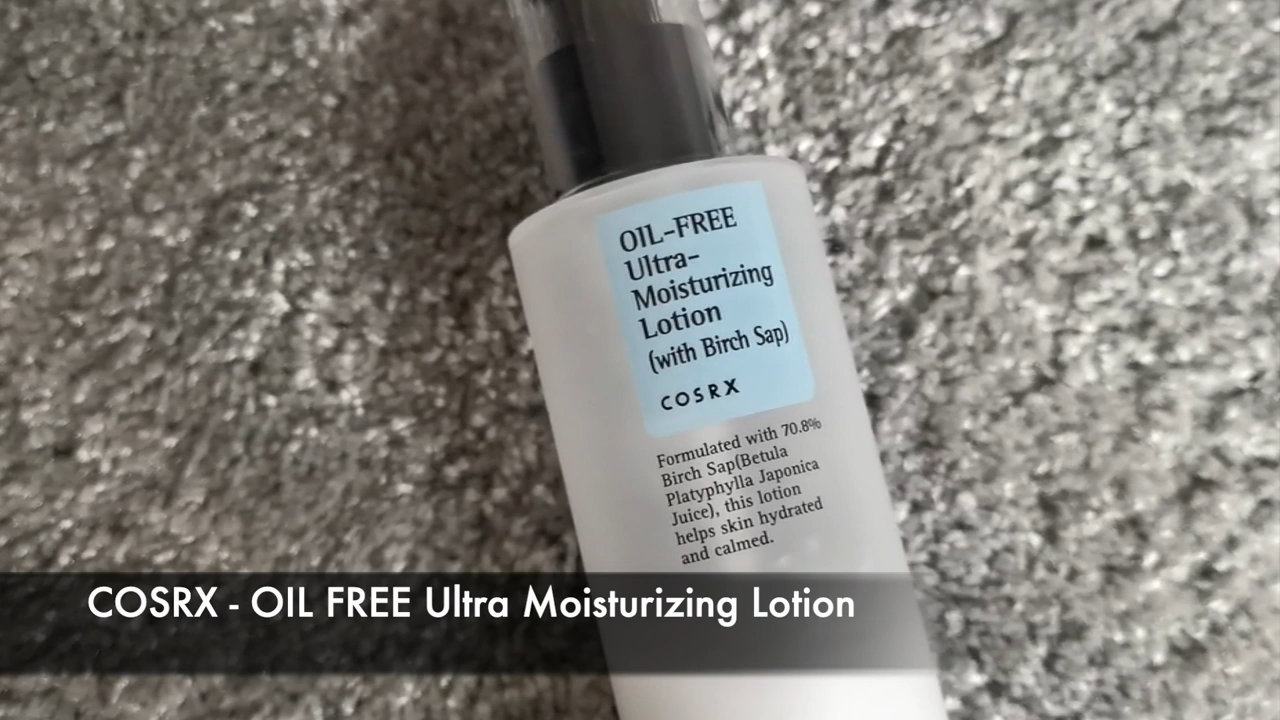 OIL-FREE
Ultra-
Moisturizing
Lotion
(with Birch Sap)
COSRX
Formulated with 70.8%
Birch Sap(Betula
Platyphylla Japonica
Juice), this lotion
helps skin hydrated
and calmed.
COSRX - OIL FREE Ultra Moisturizing Lotion